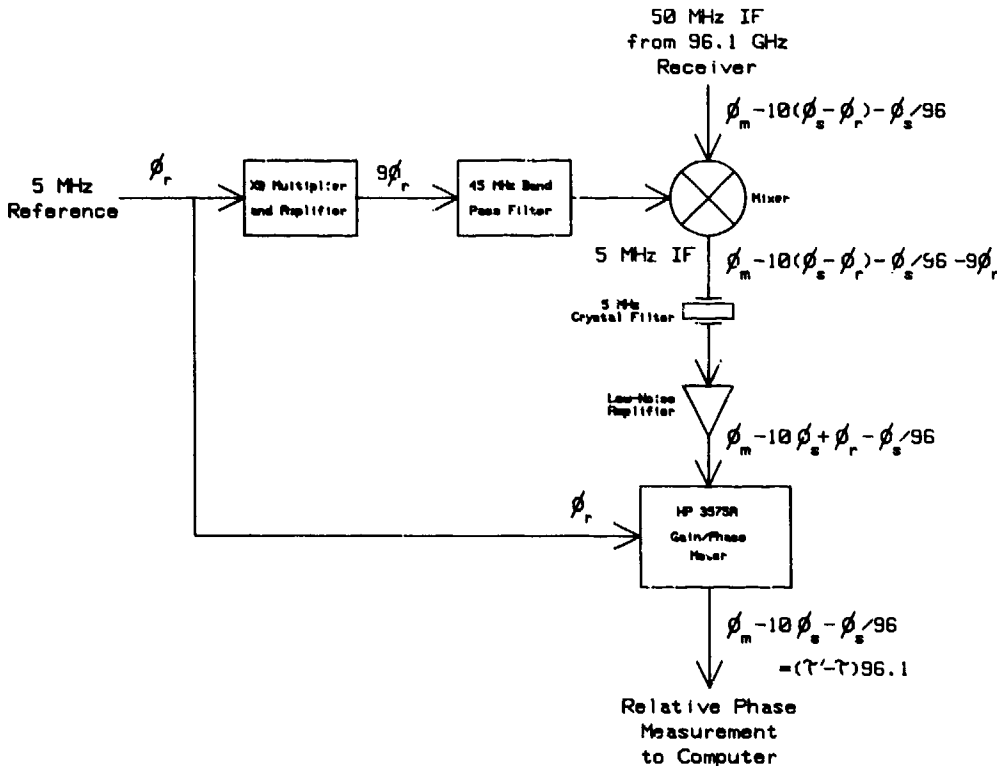 50 MHz IF
from 96.1 GHz
Receiver
ϕm-10(ϕs-ϕr)-ϕs/96
5 MHz
Reference
ϕr
X9 Multiplier
and Amplifier
9ϕr
45 MHz Band
Pass Filter
Mixer
5 MHz IF
ϕm-10(ϕs-ϕr)-ϕs/96-9ϕr
5 MHz
Crystal Filter
Low-Noise
Amplifier
ϕm-10ϕs+ϕr-ϕs/96
ϕr
HP 3575A
Gain/Phase
Meter
ϕm-10ϕs-ϕs/96
=(τ'-τ)96.1
Relative Phase
Measurement
to Computer